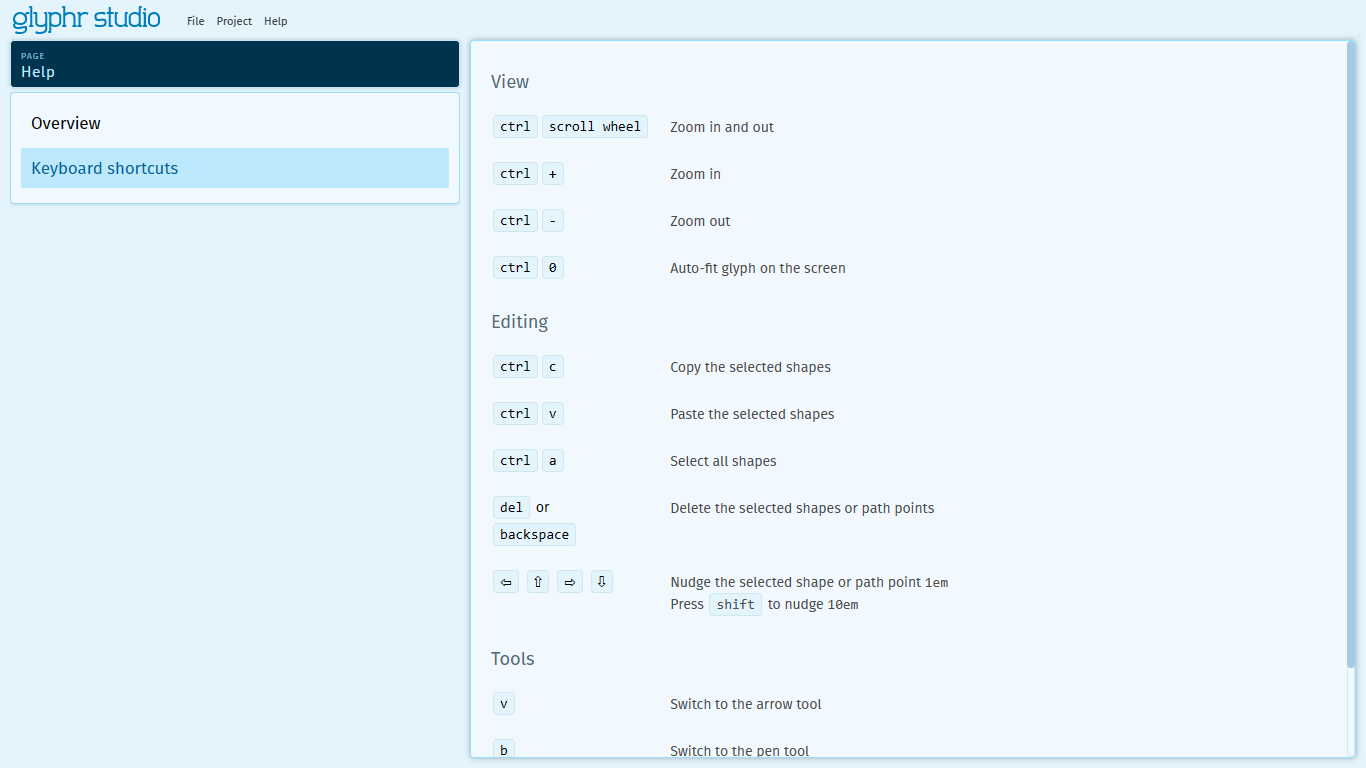 glyphr studio File Project Help
PAGE
Help
Overview
Keyboard shortcuts
View
ctrl scroll wheel Zoom in and out
ctrl + Zoom in
ctrl - Zoom out
ctrl 0 Auto-fit glyph on the screen
Editing
ctrl c Copy the selected shapes
ctrl v Paste the selected shapes
ctrl a Select all shapes
del or Delete the selected shapes or path points
backspace
⇦ ⇧ ⇨ ⇩ Nudge the selected shape or path point 1em
Press shift to nudge 10em
Tools
v Switch to the arrow tool
b Switch to the pen tool